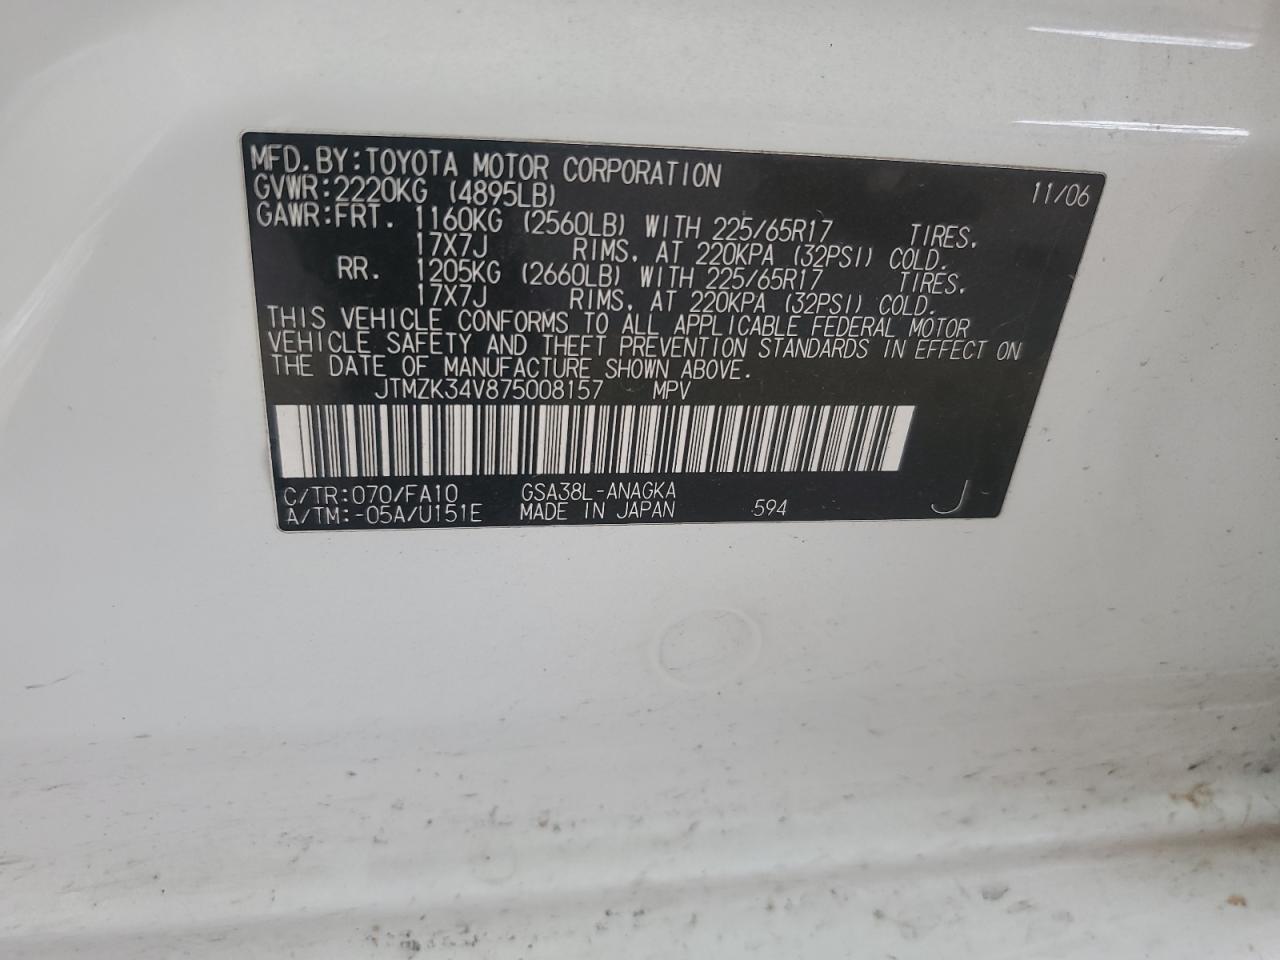 MFD. BY: TOYOTA MOTOR CORPORATION 11/06
GVWR: 2220KG (4895LB)
GAWR: FRT. 1160KG (2560LB) WITH 225/65R17 TIRES,
17X7J RIMS, AT 220KPA (32PSI) COLD.
RR. 1205KG (2660LB) WITH 225/65R17 TIRES,
17X7J RIMS, AT 220KPA (32PSI) COLD.
THIS VEHICLE CONFORMS TO ALL APPLICABLE FEDERAL MOTOR
VEHICLE SAFETY AND THEFT PREVENTION STANDARDS IN EFFECT ON
THE DATE OF MANUFACTURE SHOWN ABOVE.
JTMZK34V875008157 MPV
C/TR: 070/FA10 GSA38L-ANAGKA
A/TM: -05A/U151E MADE IN JAPAN 594 J